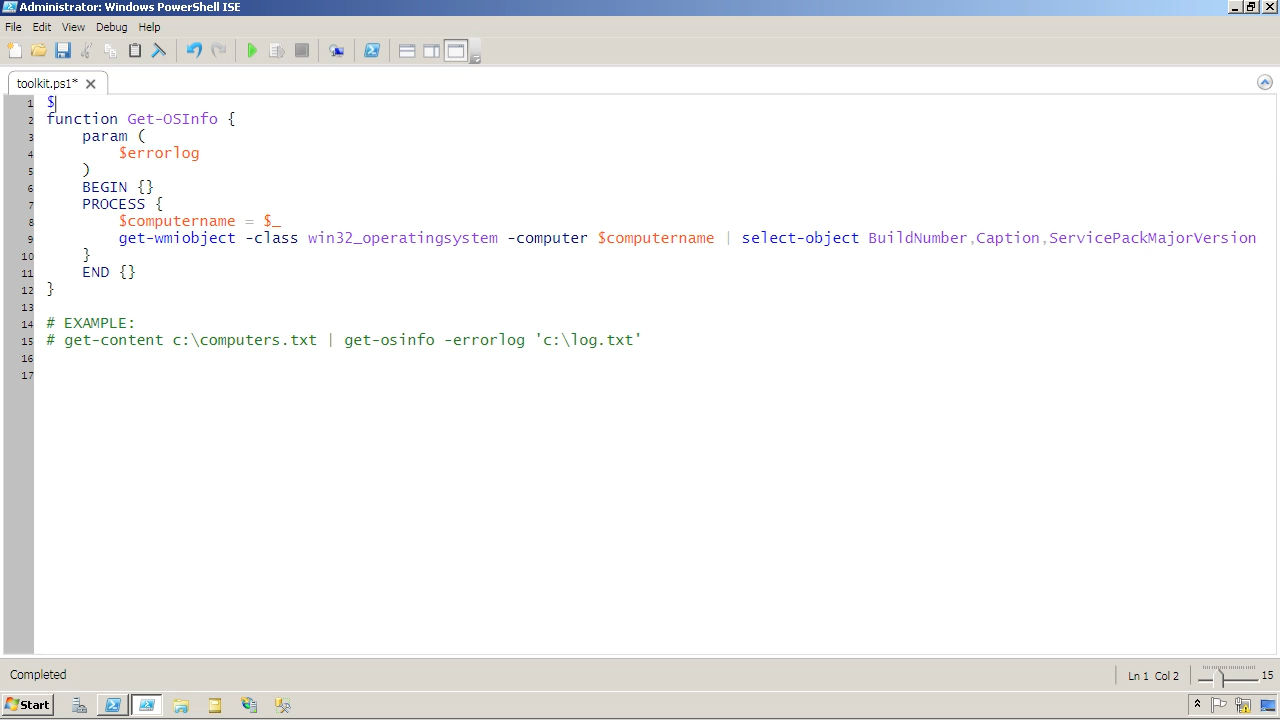 Administrator: Windows PowerShell ISE
File Edit View Debug Help
toolkit.ps1*
1 $
2 function Get-OSInfo {
3 param (
4 $errorlog
5 )
6 BEGIN {}
7 PROCESS {
8 $computername = $_
9 get-wmiobject -class win32_operatingsystem -computer $computername | select-object BuildNumber,Caption,ServicePackMajorVersion
10 }
11 END {}
12 }
13
14 # EXAMPLE:
15 # get-content c:\computers.txt | get-osinfo -errorlog 'c:\log.txt'
16
17
Completed
Ln 1 Col 2
15
Start